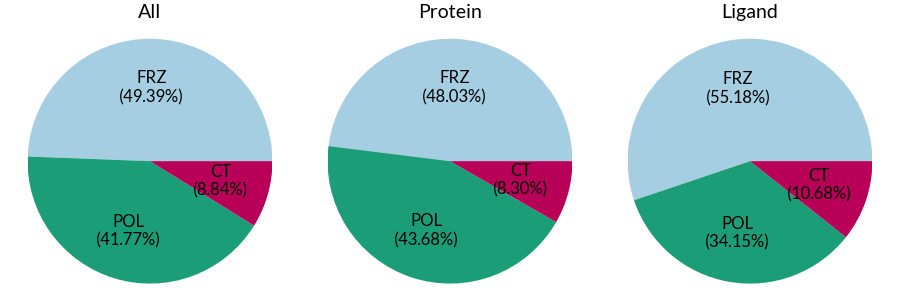 All
FRZ
(49.39%)
CT
(8.84%)
POL
(41.77%)
Protein
FRZ
(48.03%)
CT
(8.30%)
POL
(43.68%)
Ligand
FRZ
(55.18%)
CT
(10.68%)
POL
(34.15%)